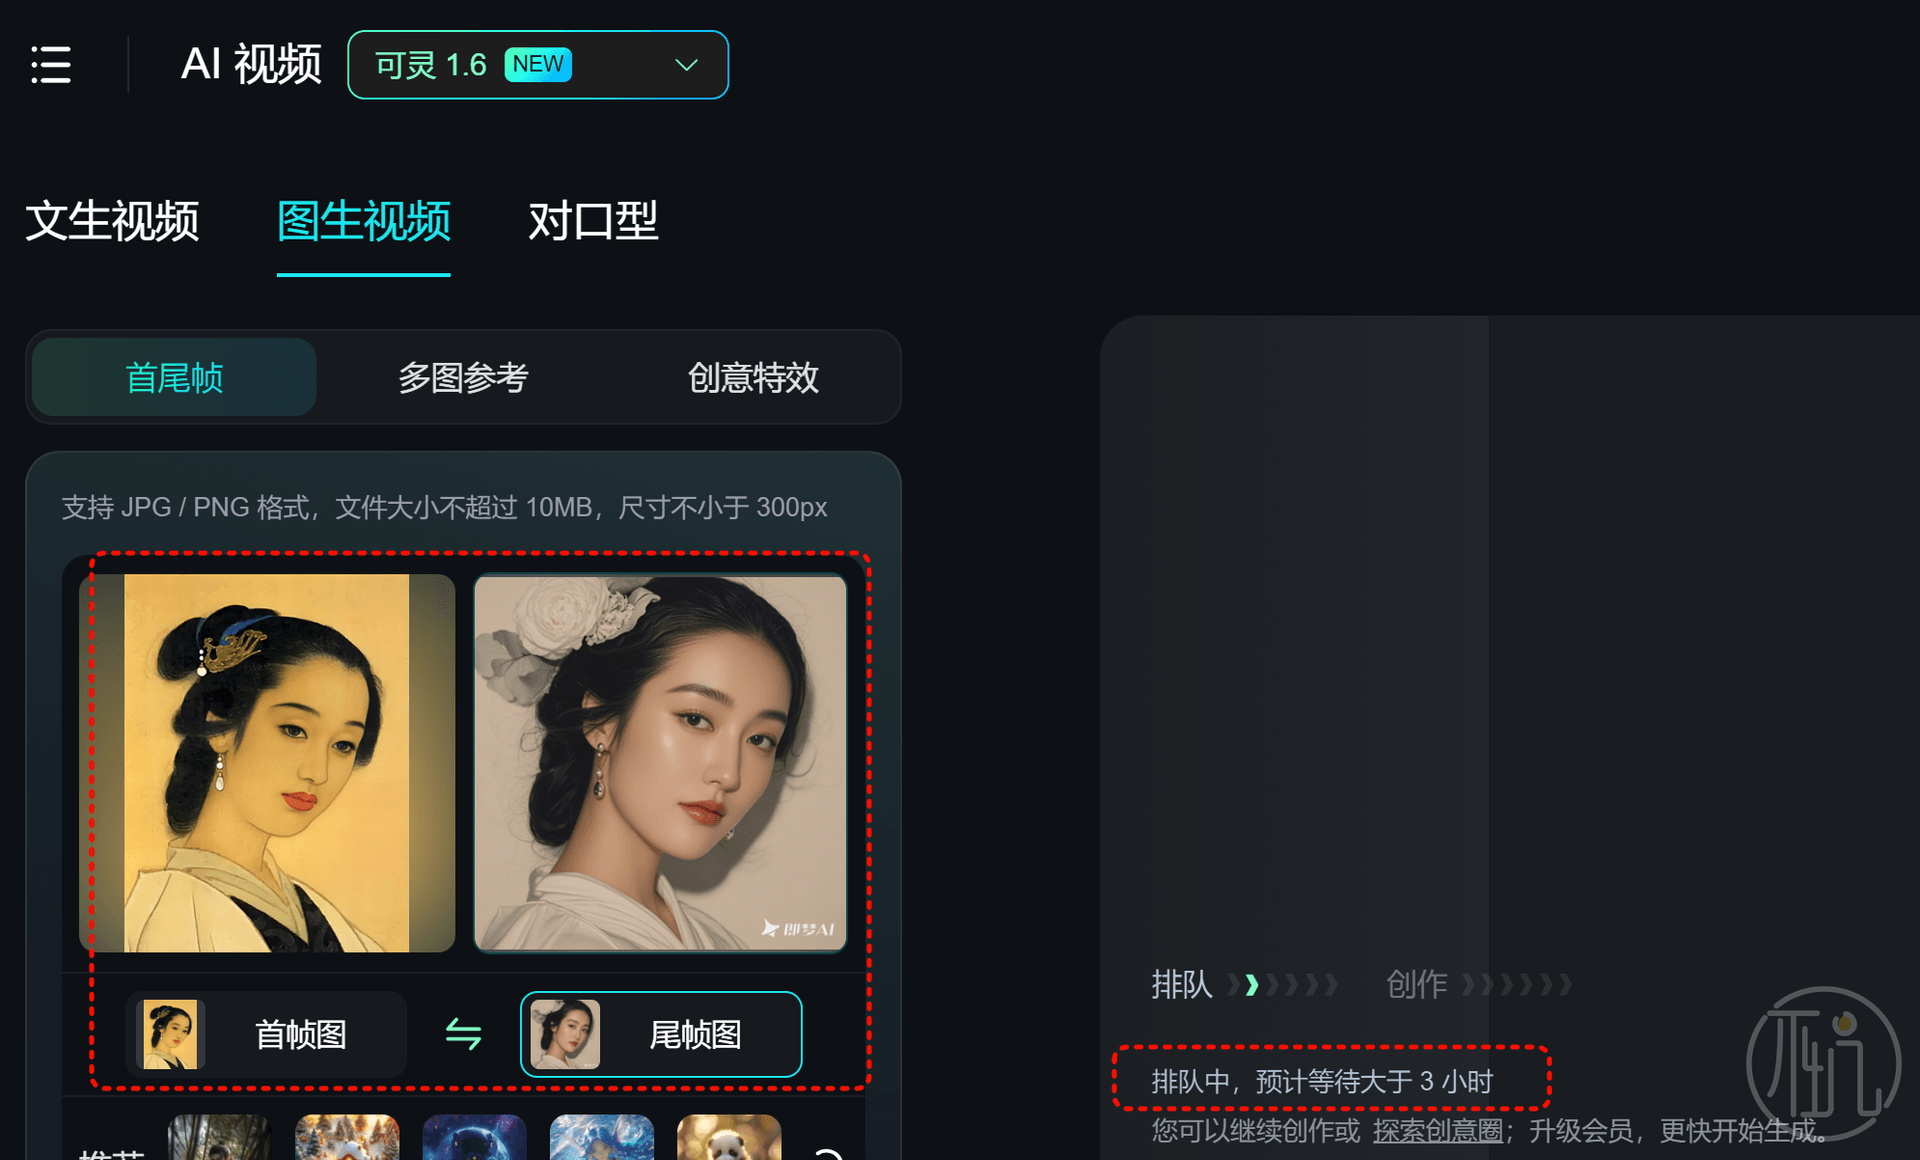 AI 视频
可灵 1.6 NEW
文生视频 图生视频 对口型
首尾帧 多图参考 创意特效
支持 JPG / PNG 格式，文件大小不超过 10MB，尺寸不小于 300px
即梦AI
首帧图 尾帧图
推荐
排队 创作
排队中，预计等待大于 3 小时
您可以继续创作或 探索创意圈；升级会员，更快开始生成。